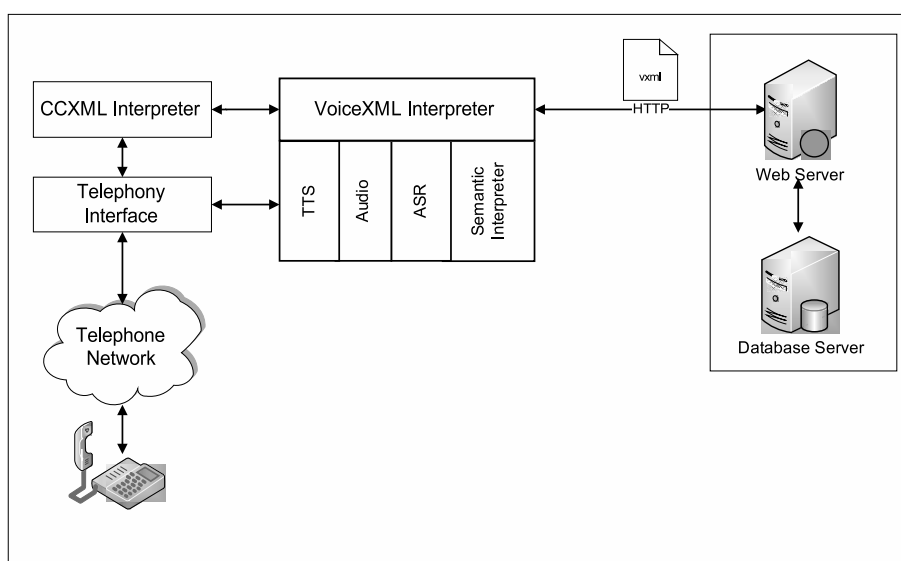 CCXML Interpreter
VoiceXML Interpreter
vxml
HTTP
Web Server
Telephony
Interface
TTS
Audio
ASR
Semantic
Interpreter
Telephone
Network
Database Server